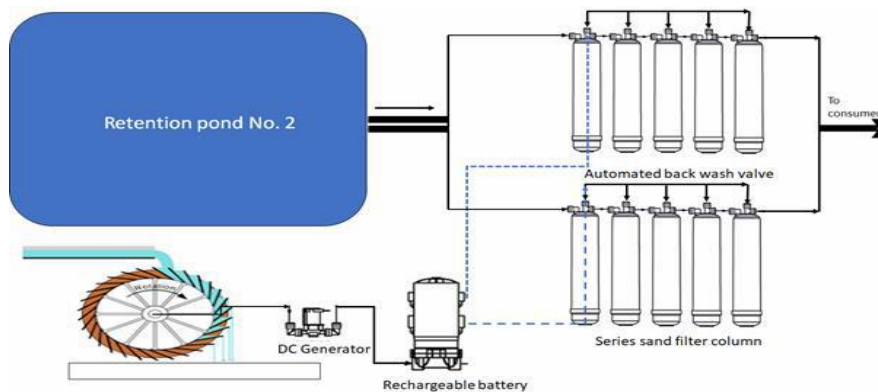 Retention pond No. 2
To
consumer
Automated back wash valve
Rotation
DC Generator
Series sand filter column
Rechargeable battery